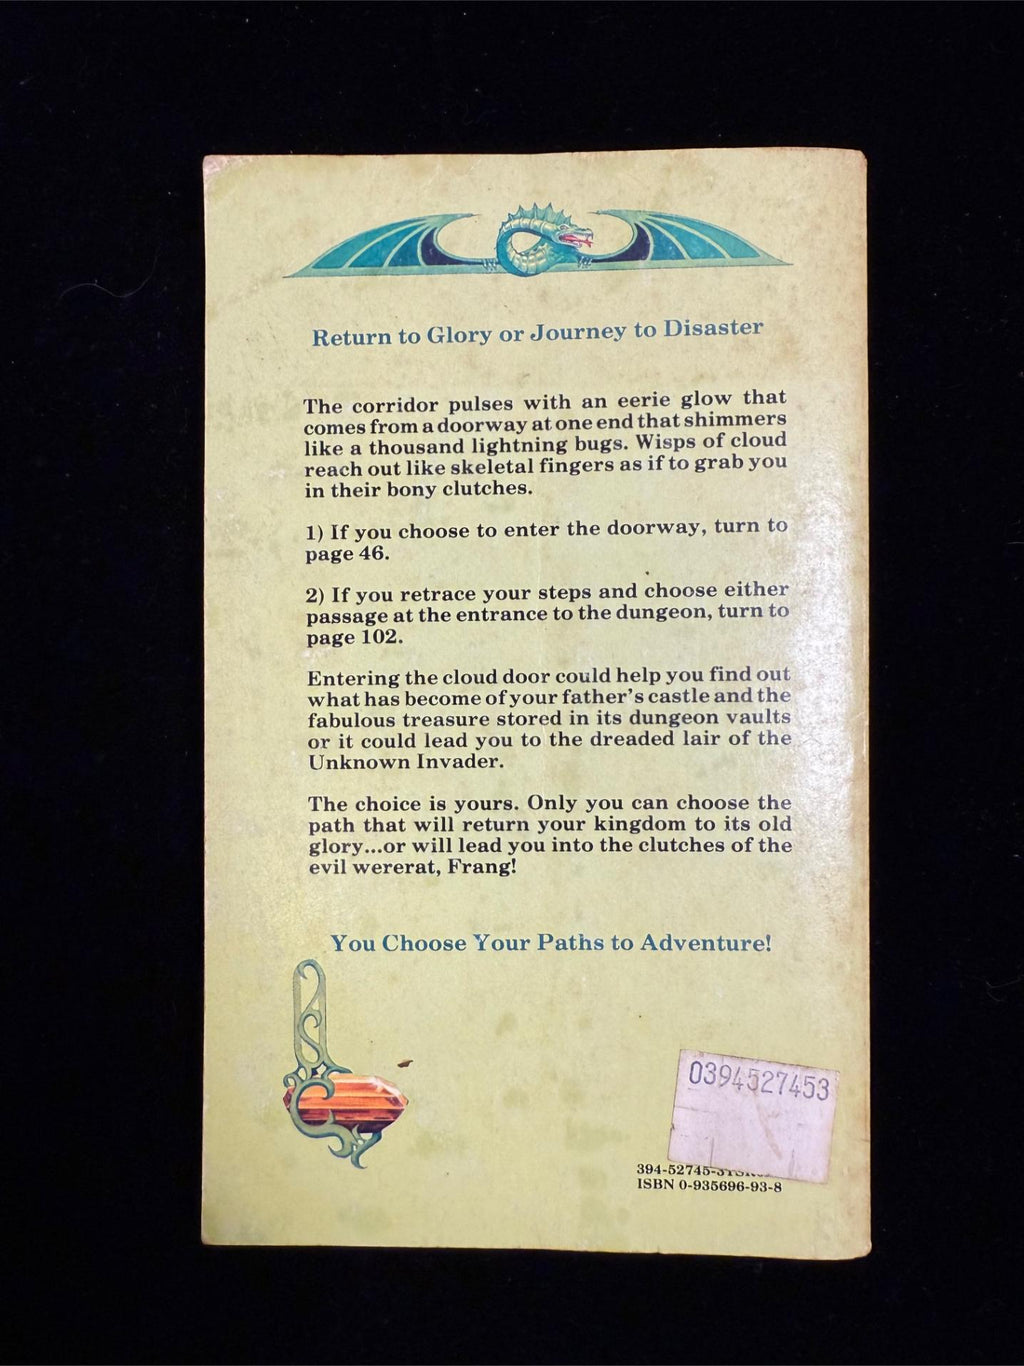 Return to Glory or Journey to Disaster
The corridor pulses with an eerie glow that
comes from a doorway at one end that shimmers
like a thousand lightning bugs. Wisps of cloud
reach out like skeletal fingers as if to grab you
in their bony clutches.
1) If you choose to enter the doorway, turn to
page 46.
2) If you retrace your steps and choose either
passage at the entrance to the dungeon, turn to
page 102.
Entering the cloud door could help you find out
what has become of your father's castle and the
fabulous treasure stored in its dungeon vaults
or it could lead you to the dreaded lair of the
Unknown Invader.
The choice is yours. Only you can choose the
path that will return your kingdom to its old
glory...or will lead you into the clutches of the
evil wererat, Frang!
You Choose Your Paths to Adventure!
0394527453
ISBN 0-935696-93-8